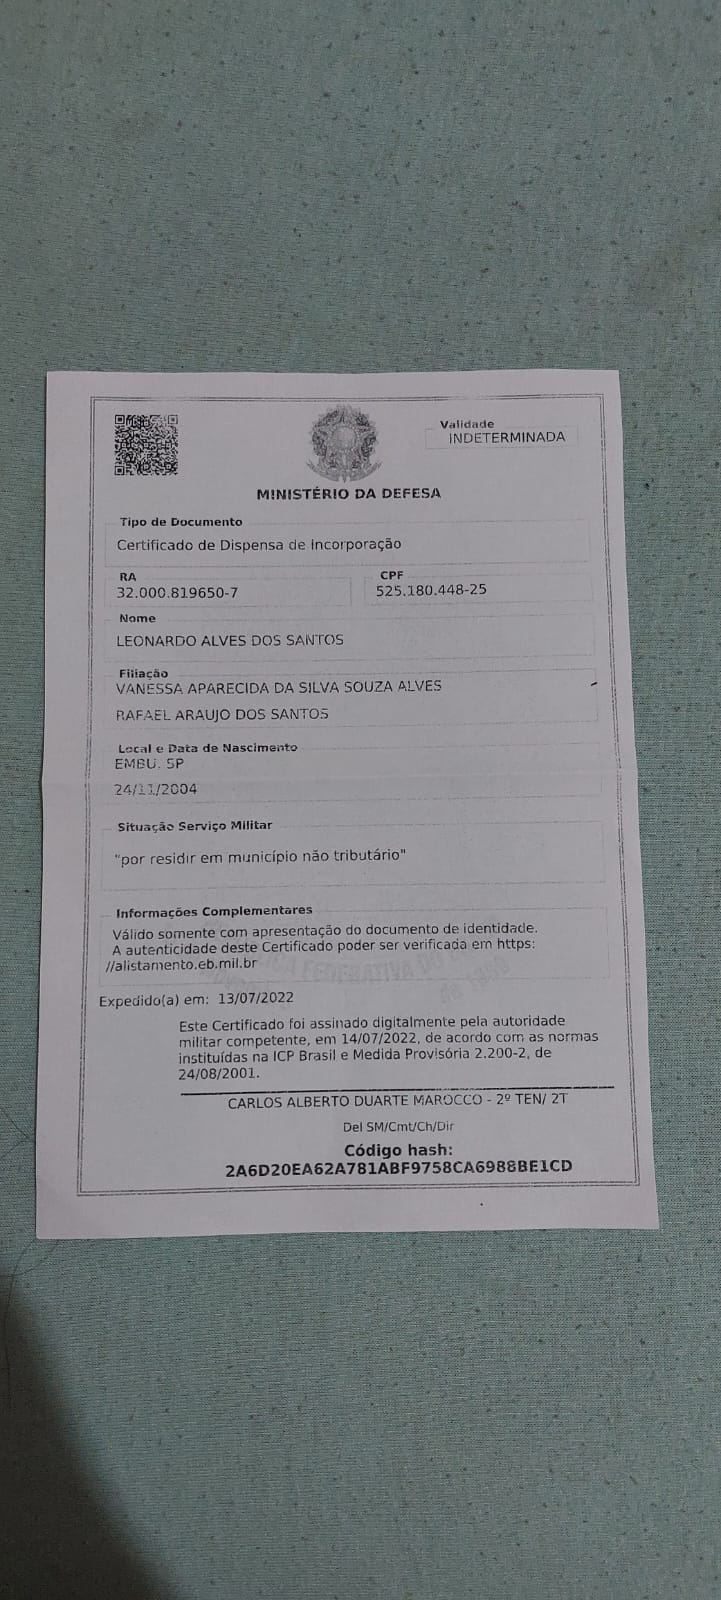 Validade
INDETERMINADA
MINISTÉRIO DA DEFESA
Tipo de Documento
Certificado de Dispensa de Incorporação
RA
32.000.819650-7
CPF
525.180.448-25
Nome
LEONARDO ALVES DOS SANTOS
Filiação
VANESSA APARECIDA DA SILVA SOUZA ALVES
RAFAEL ARAUJO DOS SANTOS
Local e Data de Nascimento
EMBU. SP
24/11/2004
Situação Serviço Militar
"por residir em município não tributário"
Informações Complementares
Válido somente com apresentação do documento de identidade.
A autenticidade deste Certificado poder ser verificada em https:
//alistamento.eb.mil.br
Expedido(a) em: 13/07/2022
Este Certificado foi assinado digitalmente pela autoridade
militar competente, em 14/07/2022, de acordo com as normas
instituídas na ICP Brasil e Medida Provisória 2.200-2, de
24/08/2001.
CARLOS ALBERTO DUARTE MAROCCO - 2º TEN/ 2T
Del SM/Cmt/Ch/Dir
Código hash:
2A6D20EA62A781ABF9758CA6988BE1CD